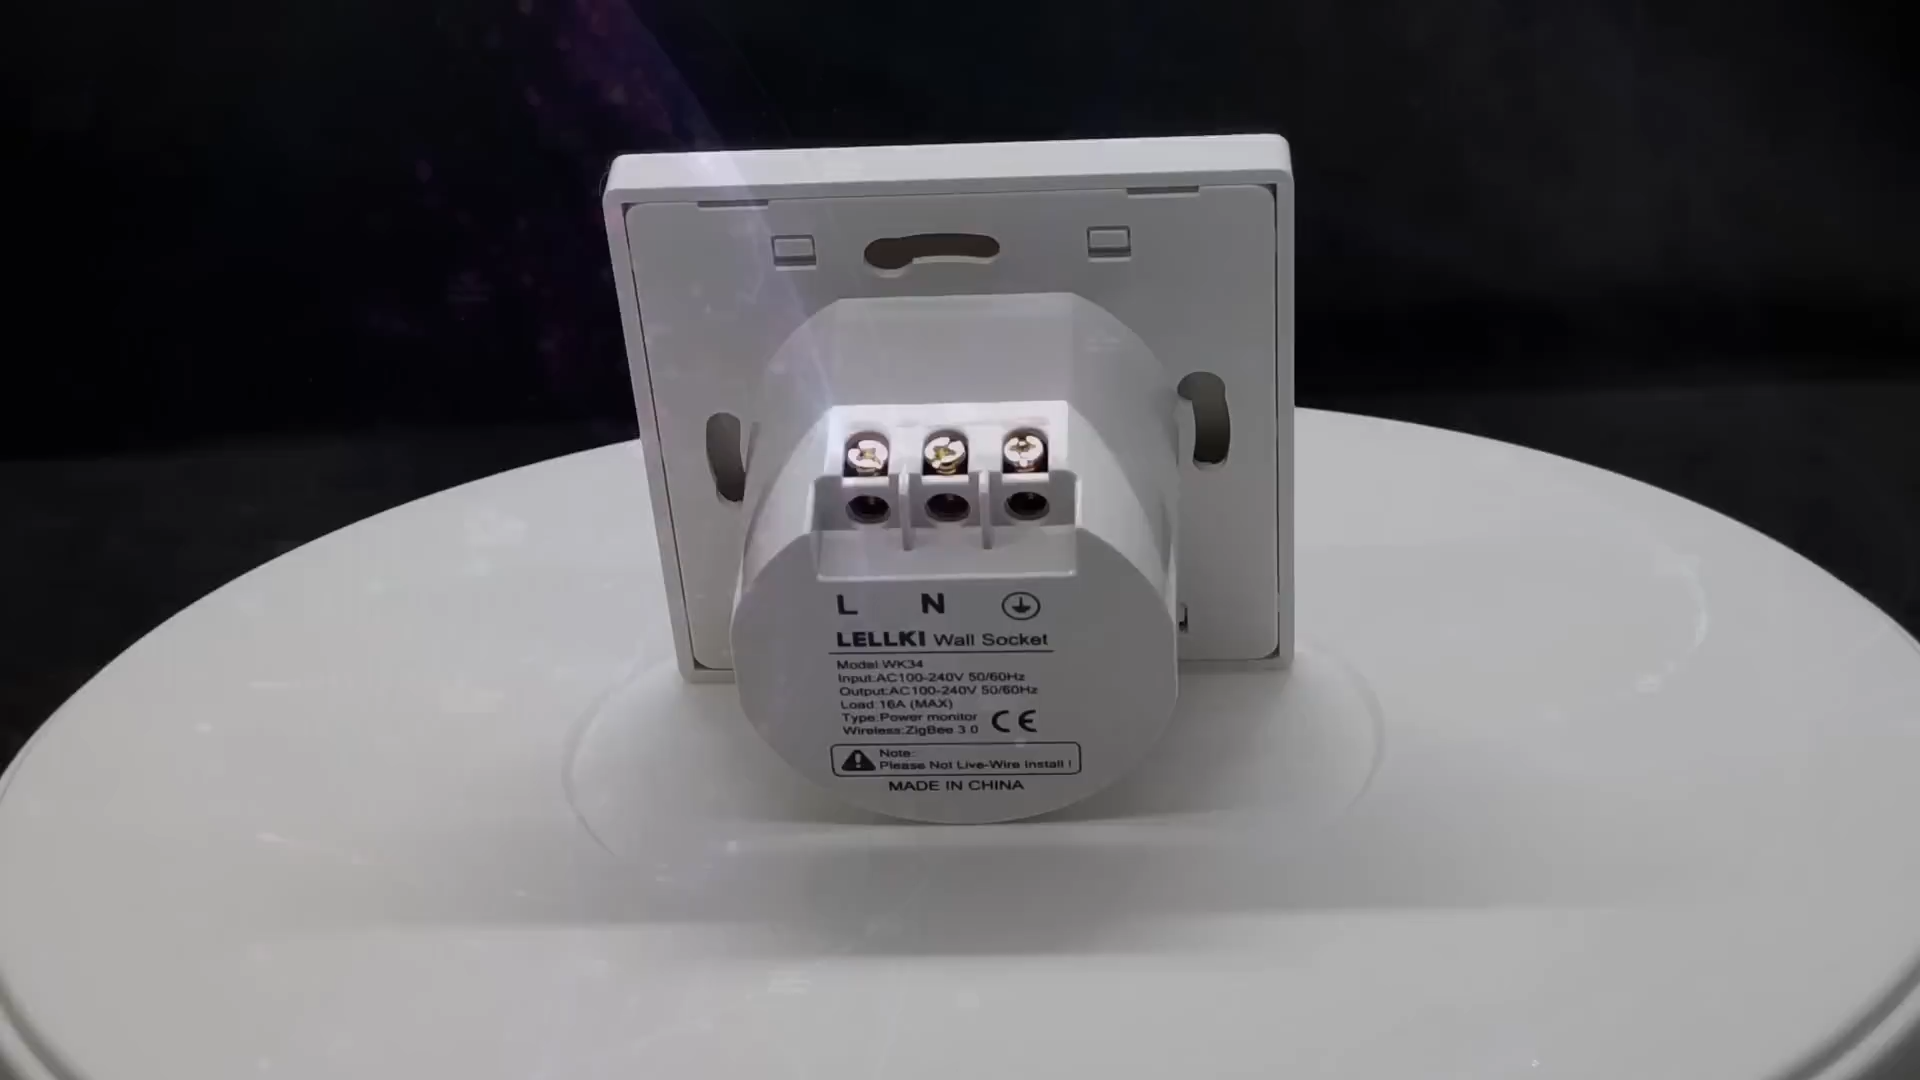 L N
LELLKI Wall Socket
Model:WK34
Input:AC100-240V 50/60Hz
Output:AC100-240V 50/60Hz
Load:16A (MAX)
Type:Power monitor
Wireless:ZigBee 3.0
CE
Note:
Please Not Live-Wire Install !
MADE IN CHINA